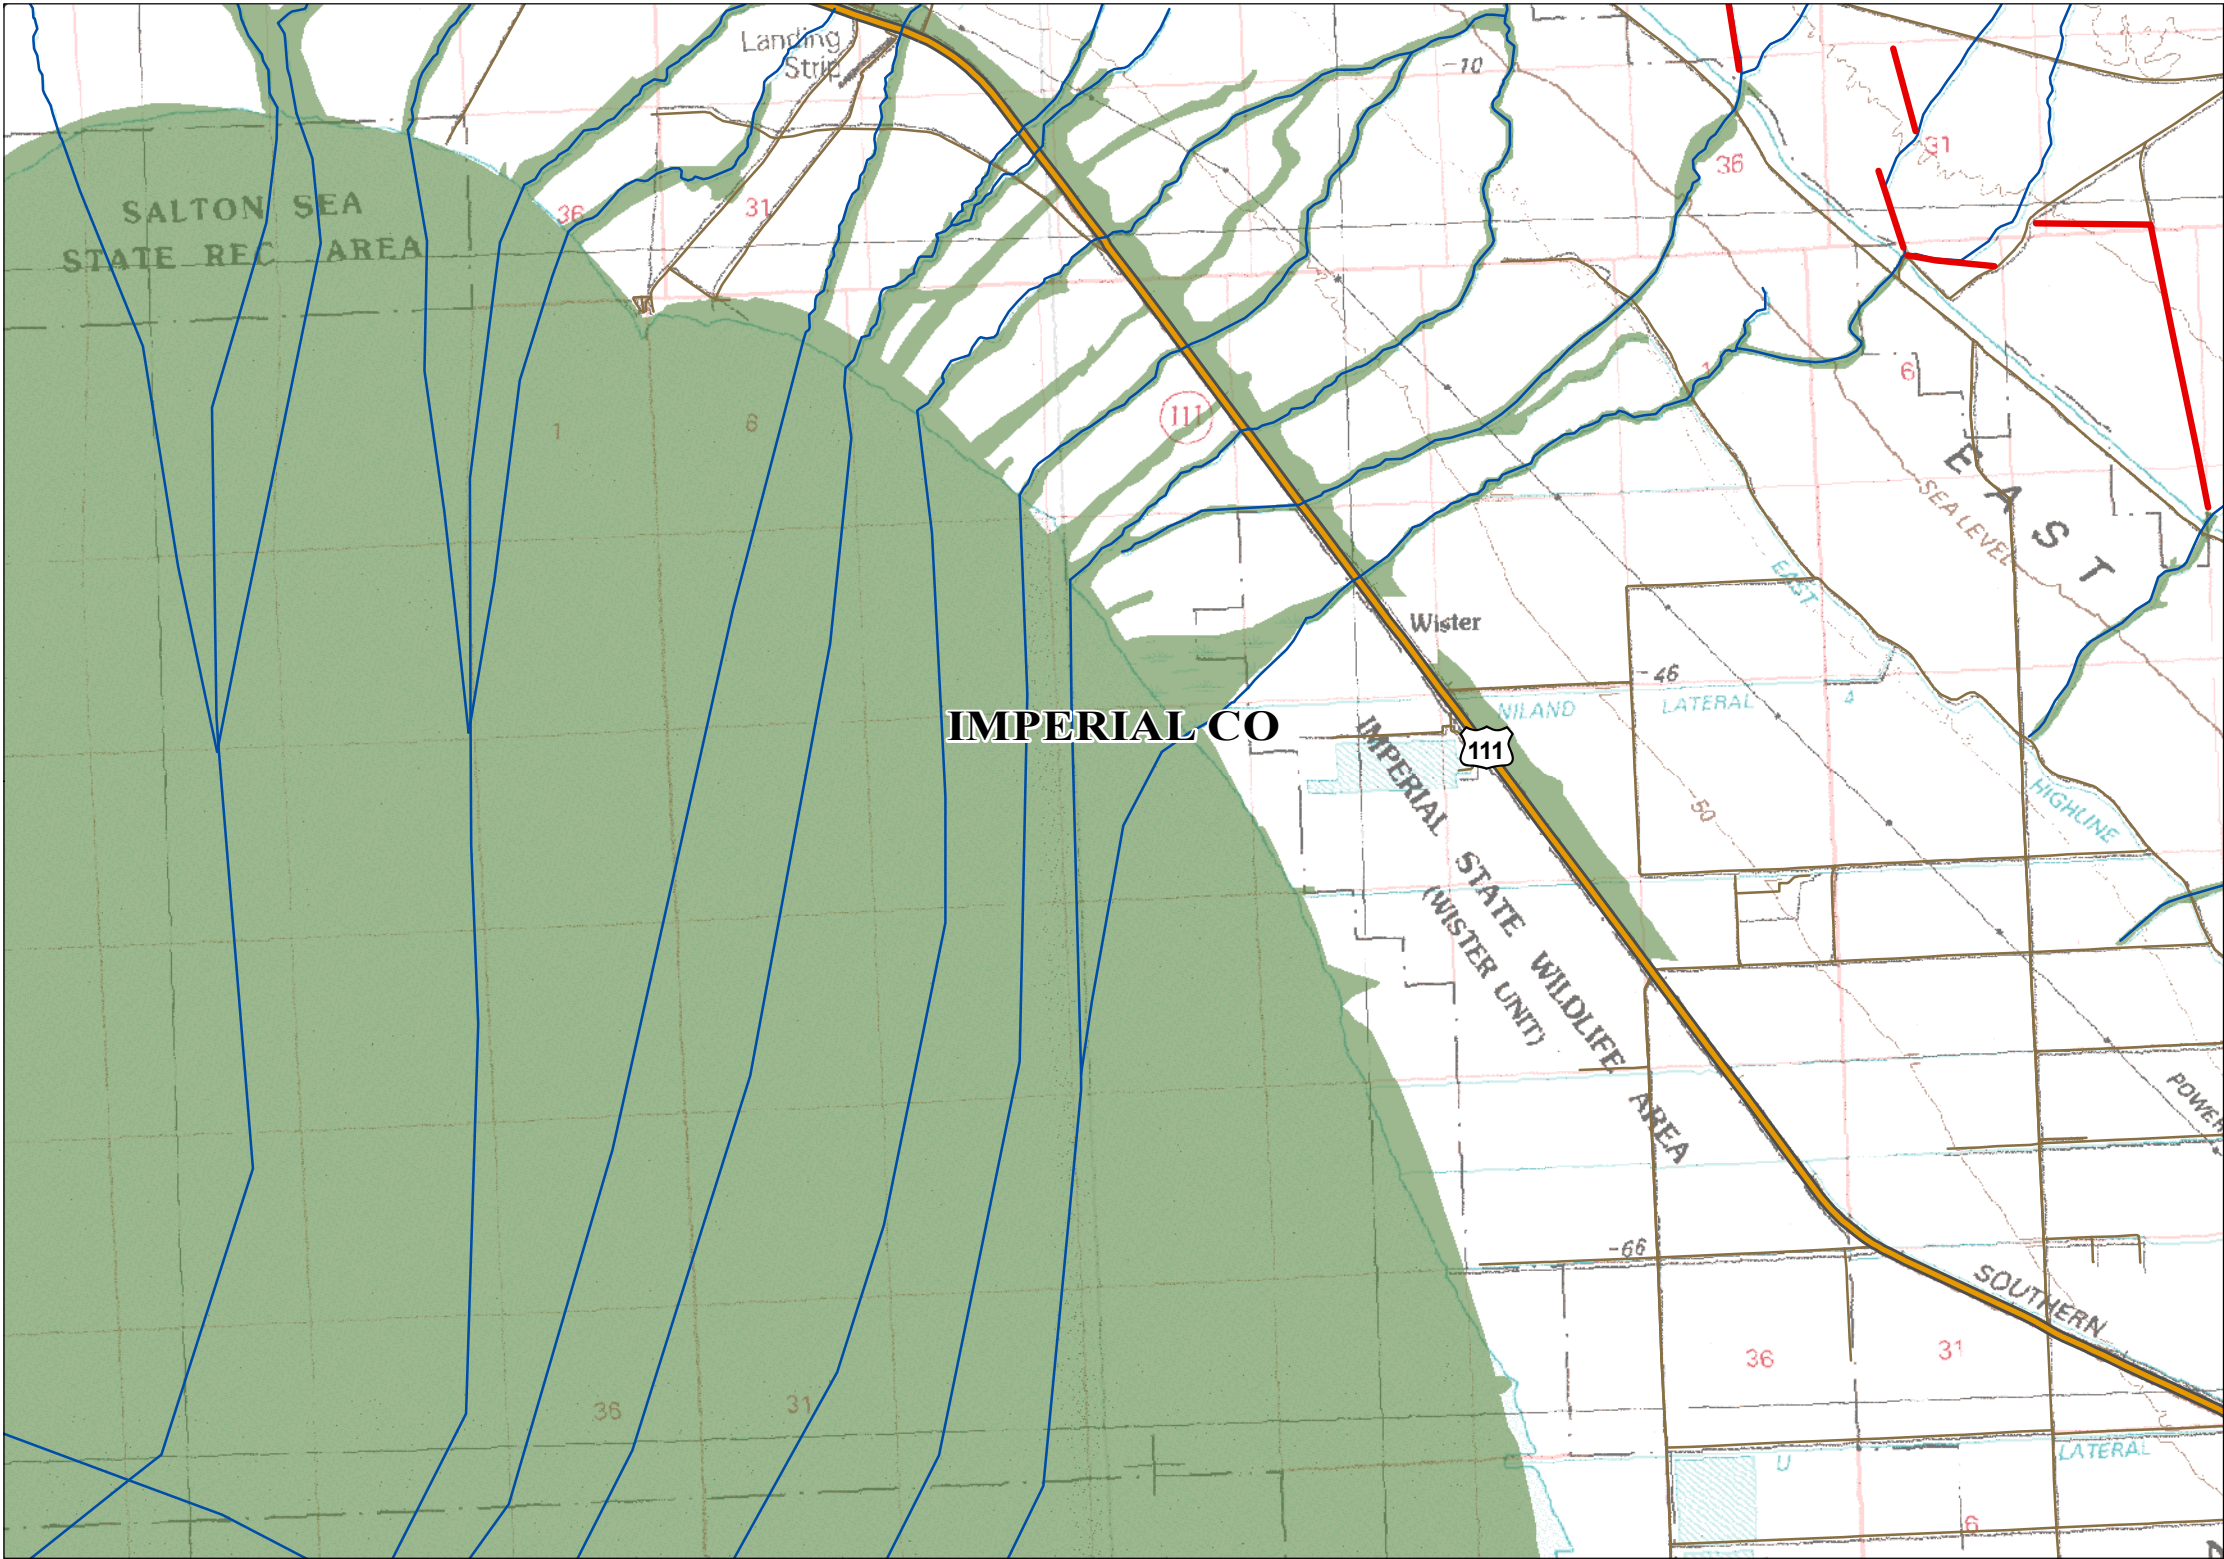 Landing
Strip
-10
36
31
SALTON SEA
STATE REC AREA
36
31
1
6
111
1
6
EAST
SEA LEVEL
EAST
Wister
-46
IMPERIAL CO
NILAND
LATERAL
4
111
-50
HIGHLINE
IMPERIAL STATE WILDLIFE AREA
(WISTER UNIT)
POWER
-66
SOUTHERN
36
31
36
31
LATERAL
U
6